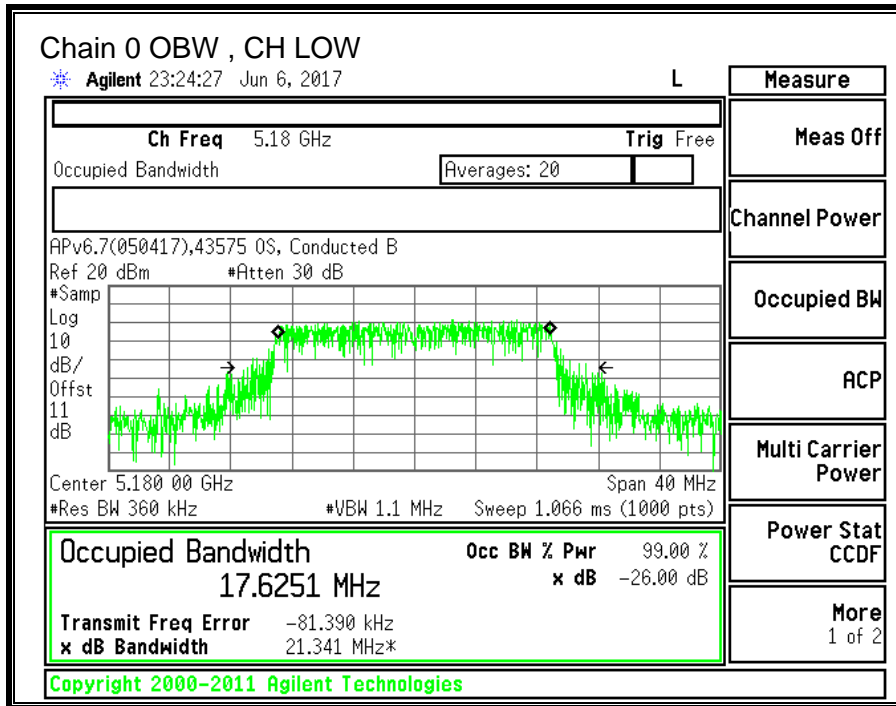 Chain 0 OBW , CH LOW
Agilent 23:24:27 Jun 6, 2017 L
Measure
Ch Freq 5.18 GHz Trig Free
Meas Off
Occupied Bandwidth Averages: 20
Channel Power
APv6.7(050417),43575 OS, Conducted B
Ref 20 dBm #Atten 30 dB
#Samp
Log
10
dB/
Offst
11
dB
Occupied BW
ACP
Multi Carrier
Power
Center 5.180 00 GHz Span 40 MHz
#Res BW 360 kHz #VBW 1.1 MHz Sweep 1.066 ms (1000 pts)
Power Stat
CCDF
Occupied Bandwidth Occ BW % Pwr 99.00 %
17.6251 MHz x dB -26.00 dB
Transmit Freq Error -81.390 kHz
x dB Bandwidth 21.341 MHz*
More
1 of 2
Copyright 2000-2011 Agilent Technologies